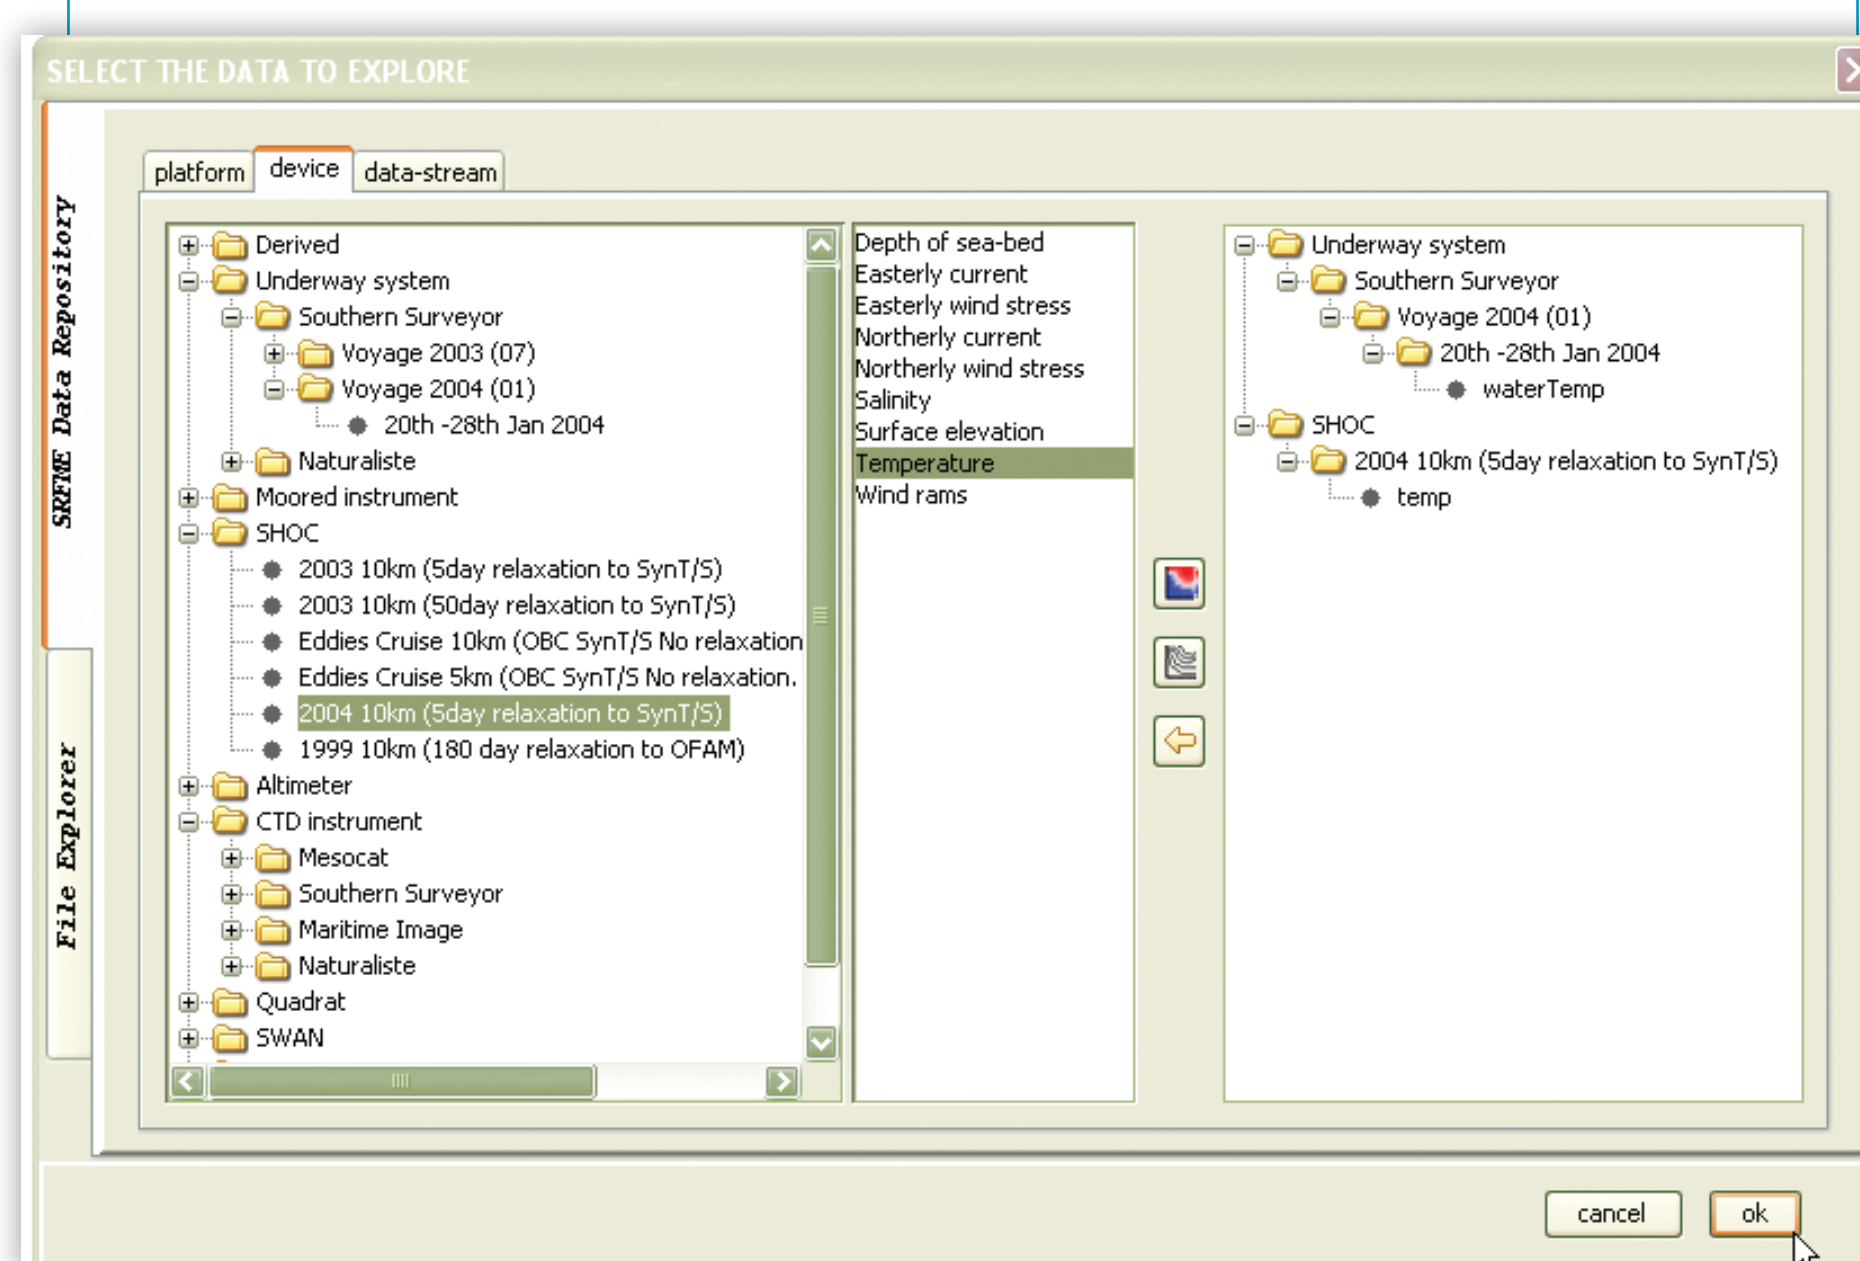 SELECT THE DATA TO EXPLORE
SRFME Data Repository
File Explorer
platform
device
data-stream
Derived
Underway system
Southern Surveyor
Voyage 2003 (07)
Voyage 2004 (01)
20th -28th Jan 2004
Naturaliste
Moored instrument
SHOC
2003 10km (5day relaxation to SynT/S)
2003 10km (50day relaxation to SynT/S)
Eddies Cruise 10km (OBC SynT/S No relaxation
Eddies Cruise 5km (OBC SynT/S No relaxation.
2004 10km (5day relaxation to SynT/S)
1999 10km (180 day relaxation to OFAM)
Altimeter
CTD instrument
Mesocat
Southern Surveyor
Maritime Image
Naturaliste
Quadrat
SWAN
Depth of sea-bed
Easterly current
Easterly wind stress
Northerly current
Northerly wind stress
Salinity
Surface elevation
Temperature
Wind rams
Underway system
Southern Surveyor
Voyage 2004 (01)
20th -28th Jan 2004
waterTemp
SHOC
2004 10km (5day relaxation to SynT/S)
temp
cancel
ok